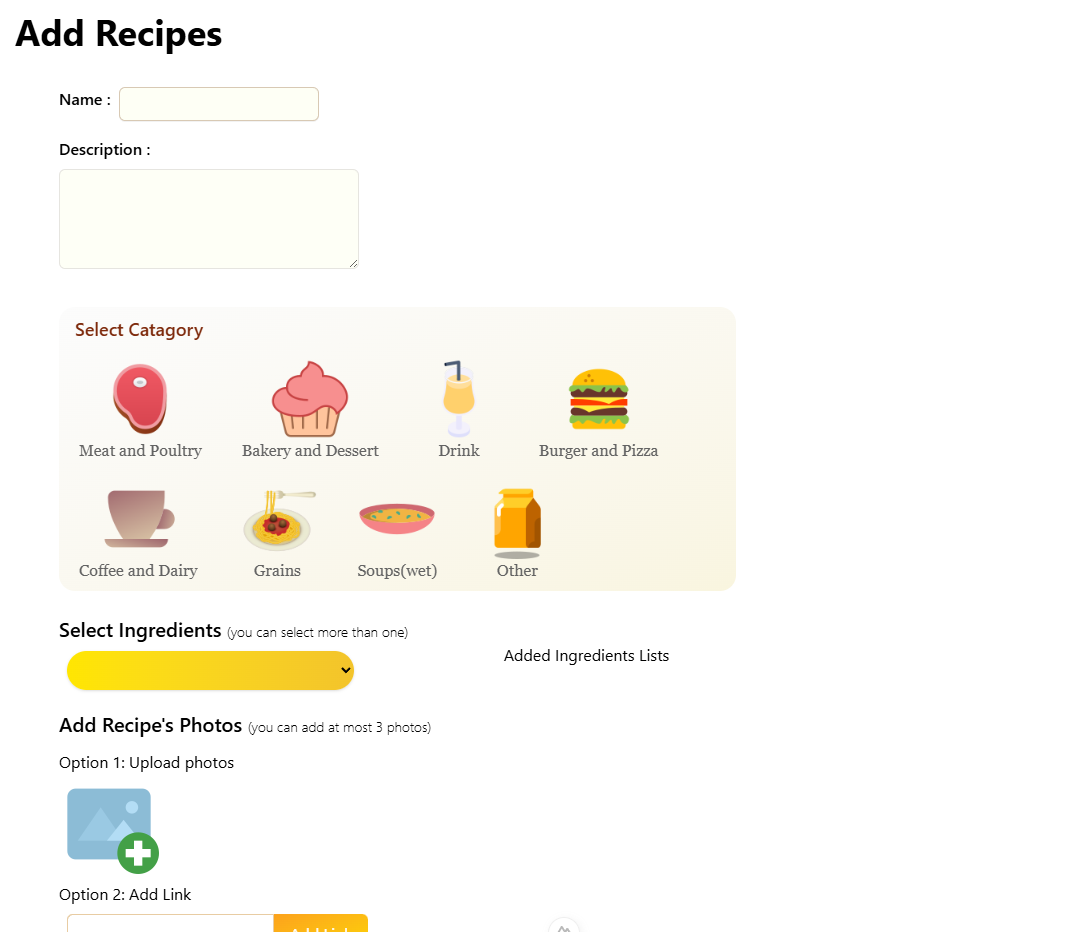 Add Recipes
Name :
Description :
Select Catagory
Meat and Poultry
Bakery and Dessert
Drink
Burger and Pizza
Coffee and Dairy
Grains
Soups(wet)
Other
Select Ingredients (you can select more than one)
Added Ingredients Lists
Add Recipe's Photos (you can add at most 3 photos)
Option 1: Upload photos
Option 2: Add Link